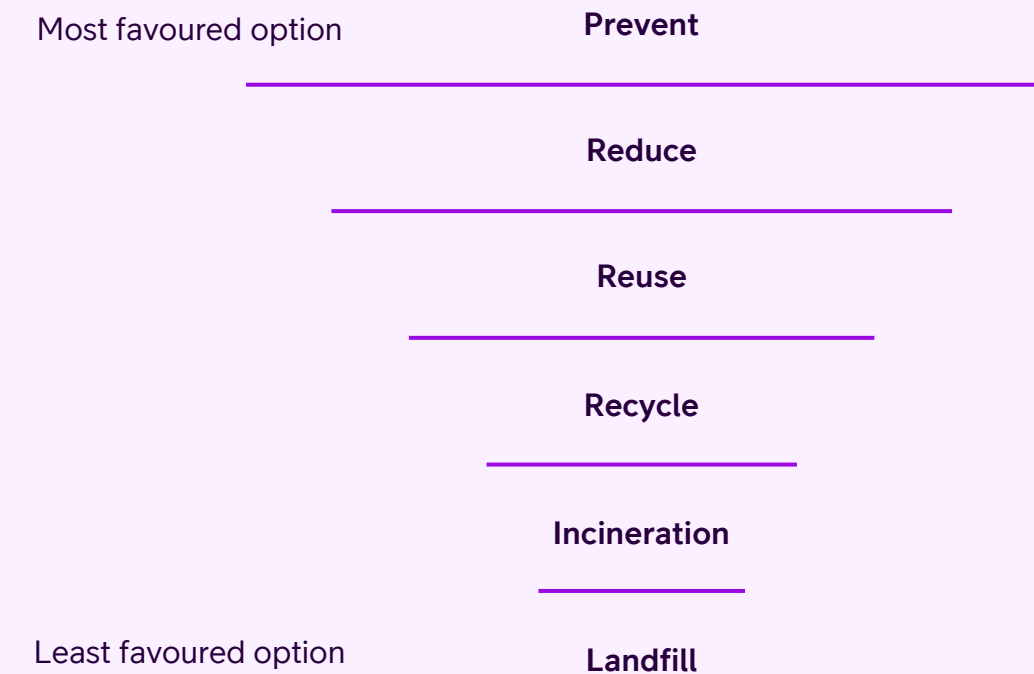 Most favoured option
Prevent
Reduce
Reuse
Recycle
Incineration
Least favoured option
Landfill